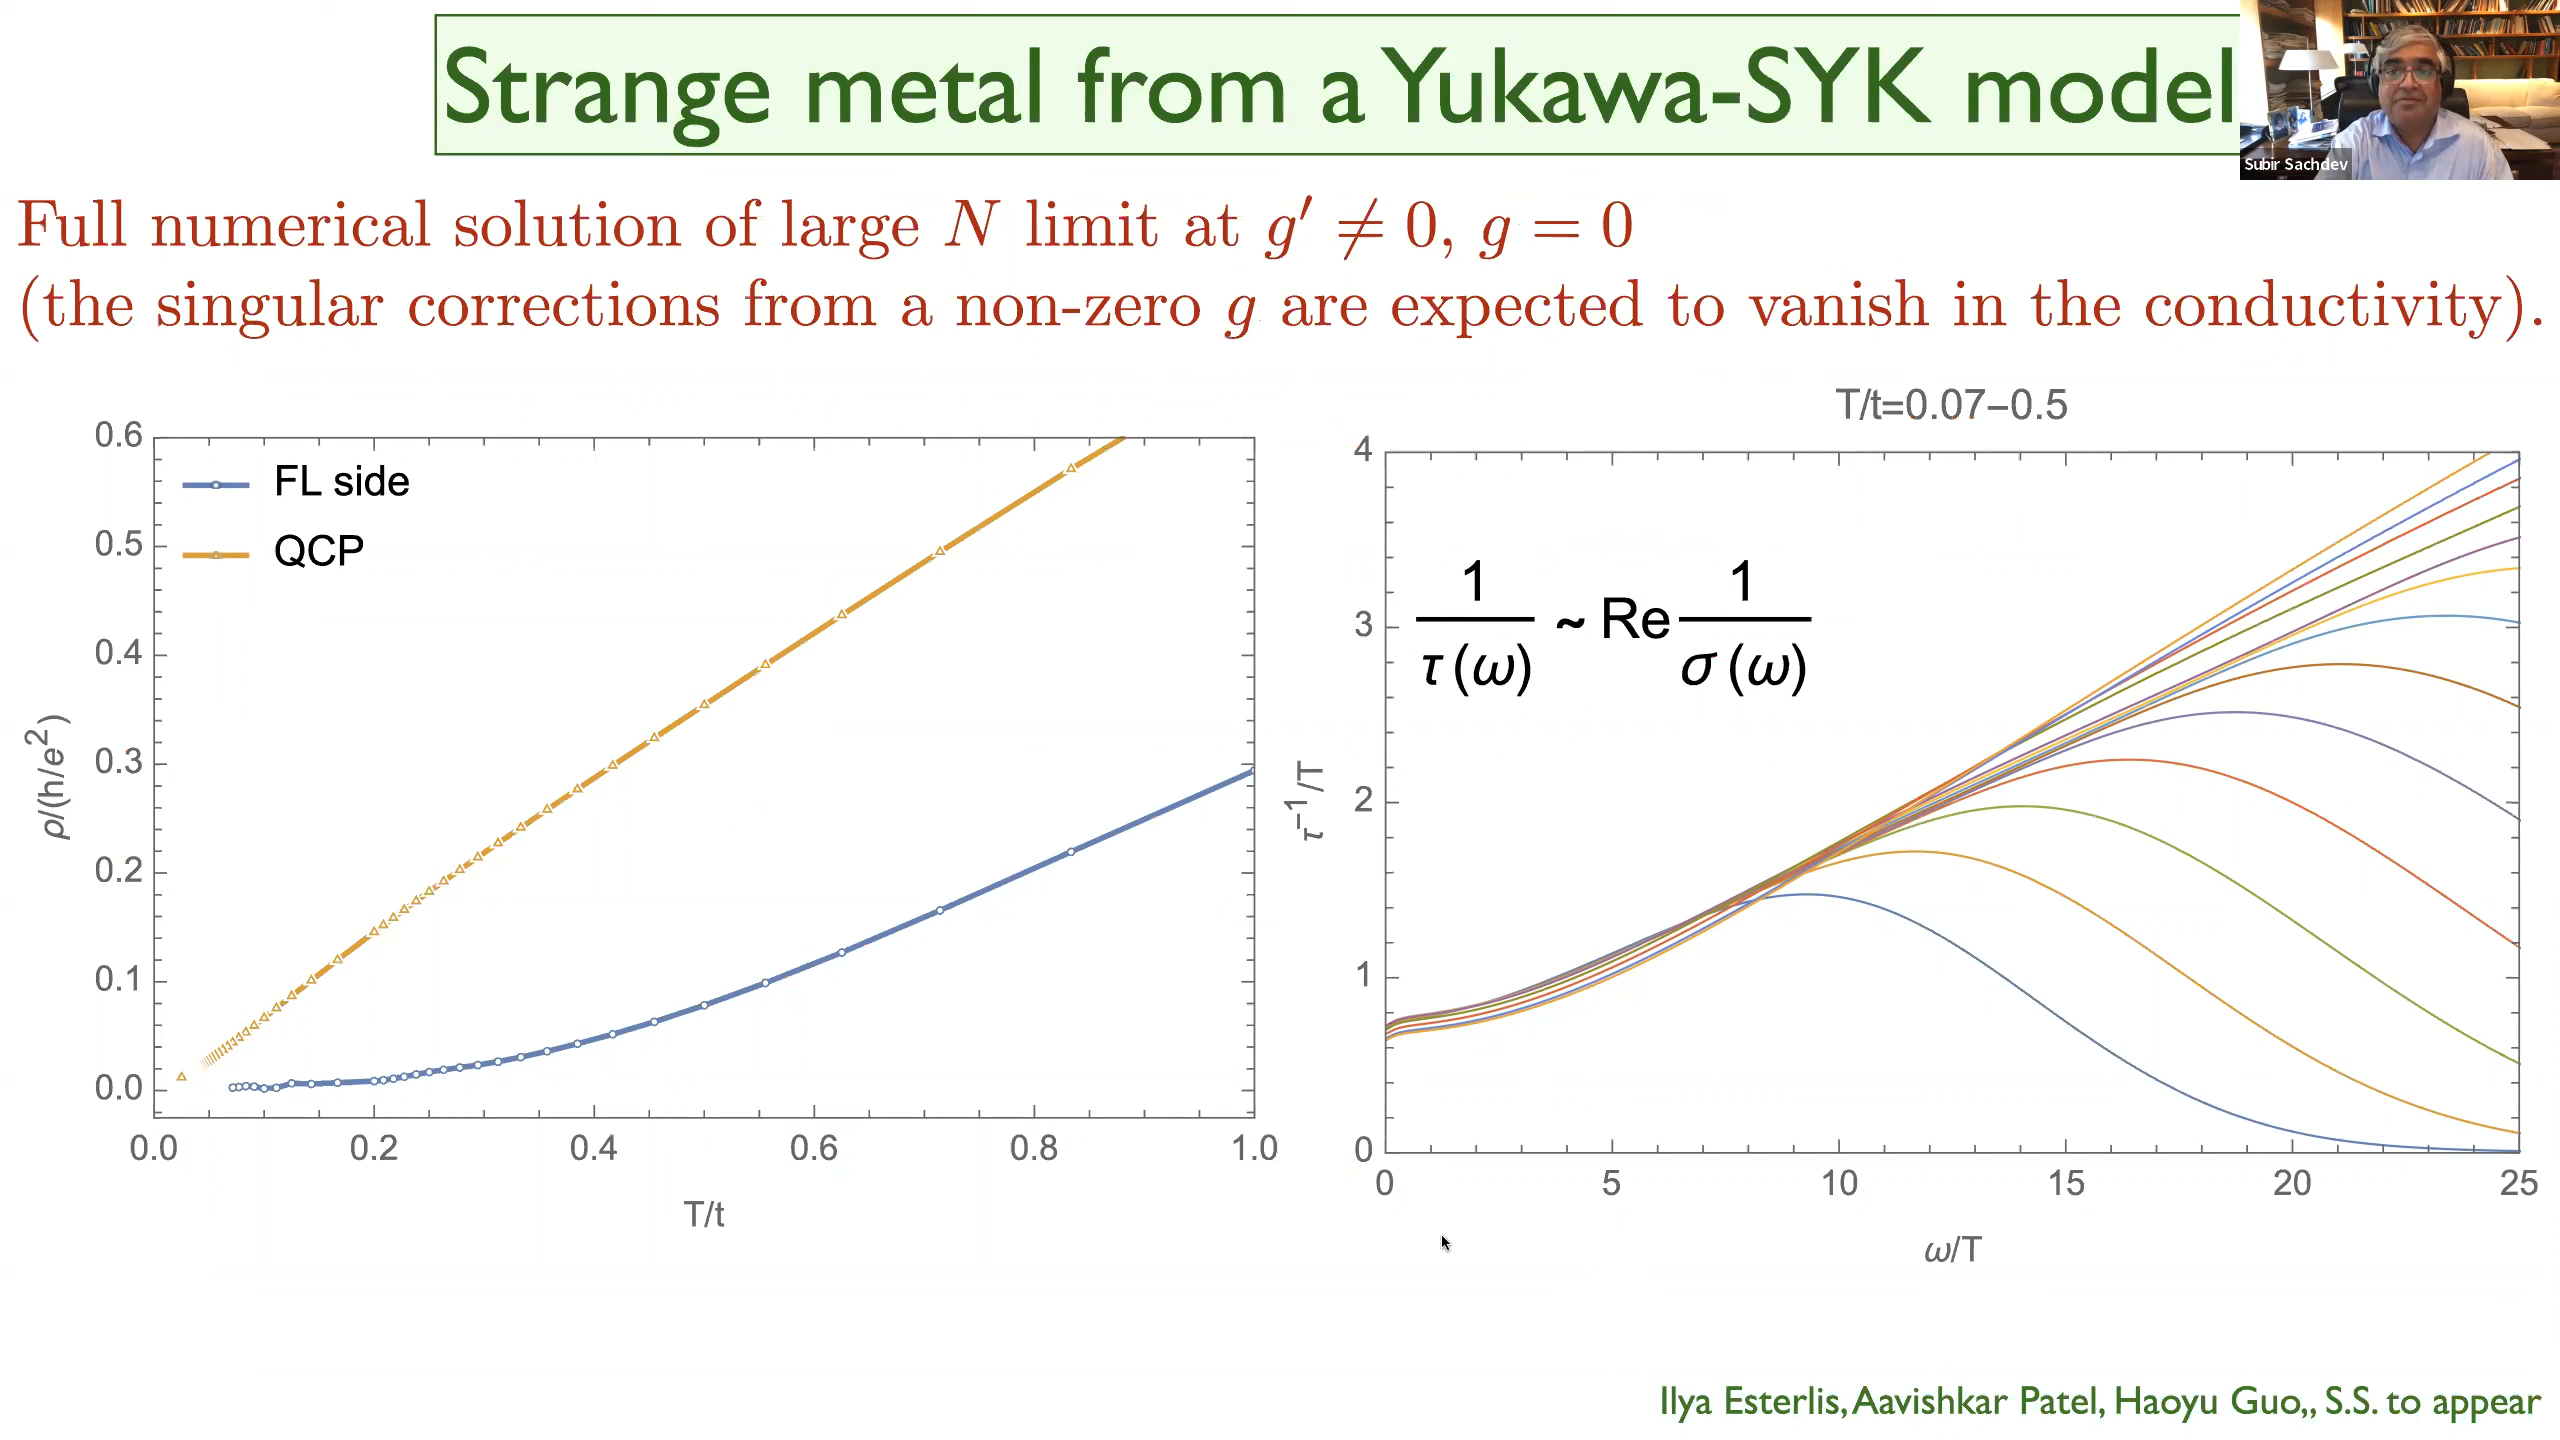 Strange metal from a Yukawa-SYK model
Subir Sachdev
Full numerical solution of large N limit at g′ ≠ 0, g = 0
(the singular corrections from a non-zero g are expected to vanish in the conductivity).
FL side
QCP
ρ/(h/e²)
0.6
0.5
0.4
0.3
0.2
0.1
0.0
0.0 0.2 0.4 0.6 0.8 1.0
T/t
T/t=0.07–0.5
1/τ(ω) ~ Re 1/σ(ω)
τ⁻¹/T
4
3
2
1
0
0 5 10 15 20 25
ω/T
Ilya Esterlis, Aavishkar Patel, Haoyu Guo,, S.S. to appear